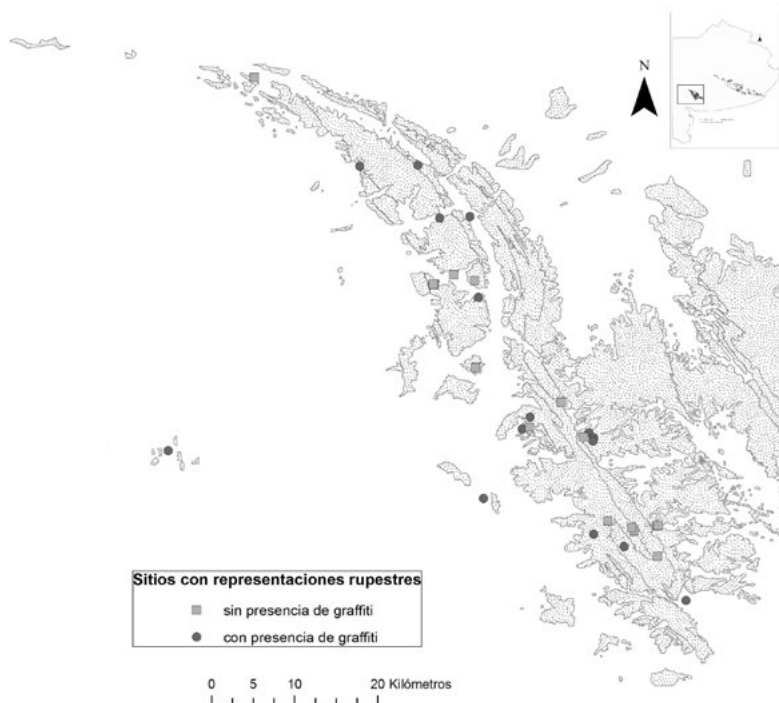 N
Sitios con representaciones rupestres
sin presencia de graffiti
con presencia de graffiti
0 5 10 20 Kilómetros